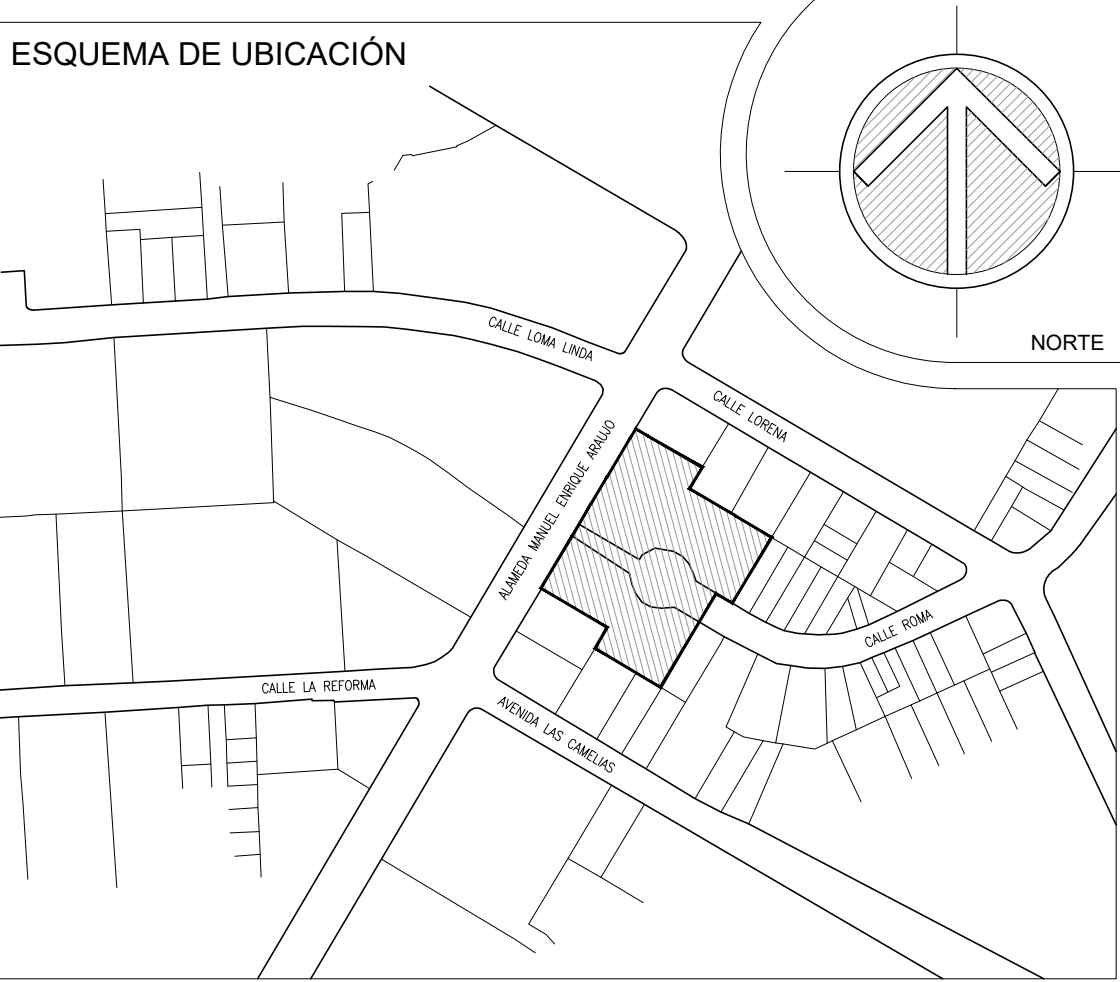 ESQUEMA DE UBICACIÓN
NORTE
CALLE LOMA LINDA
CALLE LORENA
ALAMEDA MANUEL ENRIQUE ARAUJO
CALLE ROMA
CALLE LA REFORMA
AVENIDA LAS CAMELIAS